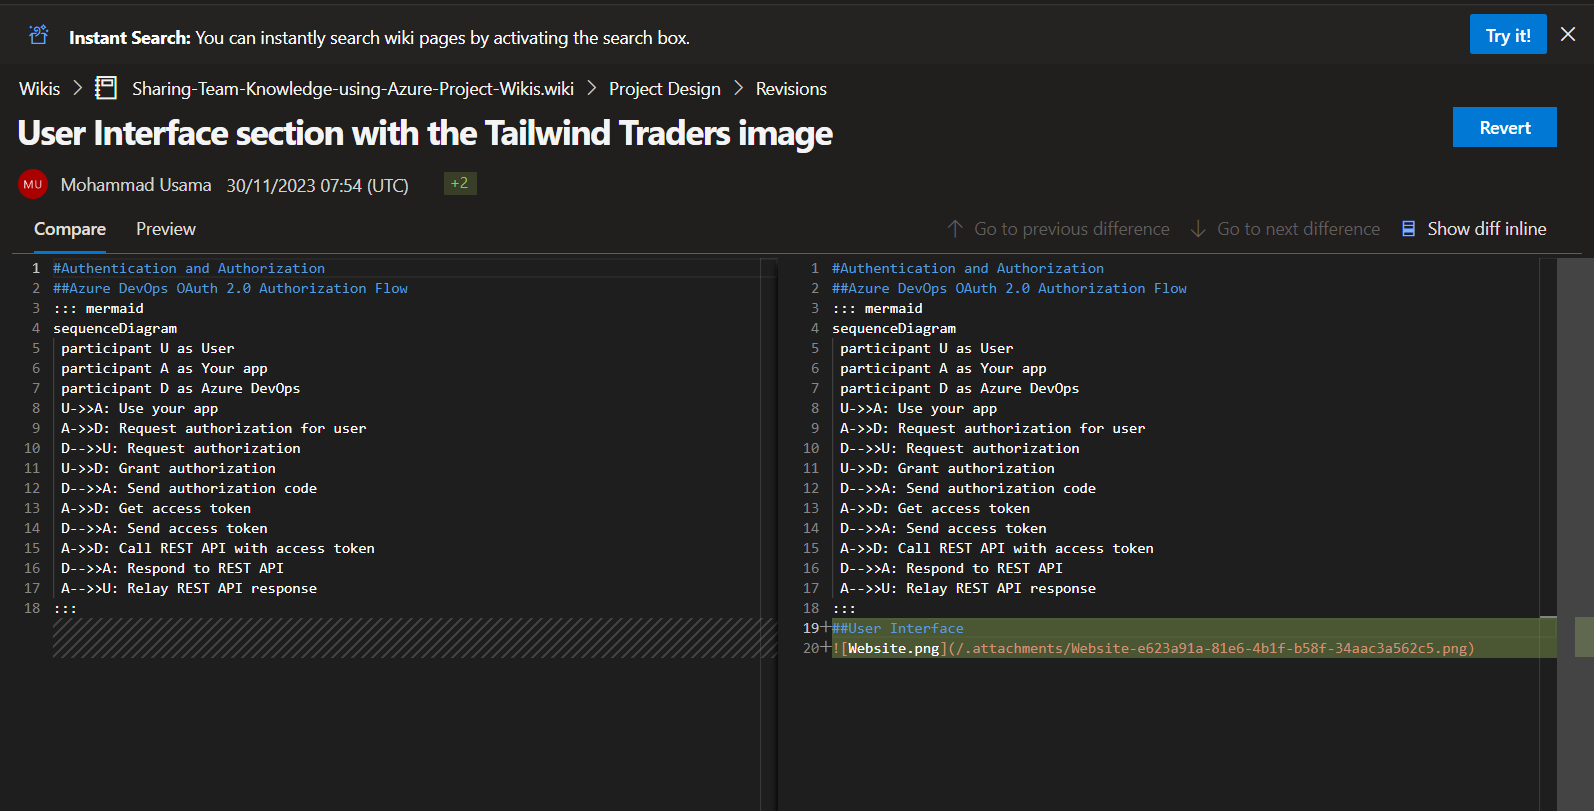 Instant Search: You can instantly search wiki pages by activating the search box.
Try it!
Wikis > Sharing-Team-Knowledge-using-Azure-Project-Wikis.wiki > Project Design > Revisions
User Interface section with the Tailwind Traders image
Revert
MU Mohammad Usama 30/11/2023 07:54 (UTC) +2
Compare Preview
Go to previous difference Go to next difference Show diff inline
1 #Authentication and Authorization
2 ##Azure DevOps OAuth 2.0 Authorization Flow
3 ::: mermaid
4 sequenceDiagram
5 participant U as User
6 participant A as Your app
7 participant D as Azure DevOps
8 U->>A: Use your app
9 A->>D: Request authorization for user
10 D-->>U: Request authorization
11 U->>D: Grant authorization
12 D-->>A: Send authorization code
13 A->>D: Get access token
14 D-->>A: Send access token
15 A->>D: Call REST API with access token
16 D-->>A: Respond to REST API
17 A-->>U: Relay REST API response
18 :::
1 #Authentication and Authorization
2 ##Azure DevOps OAuth 2.0 Authorization Flow
3 ::: mermaid
4 sequenceDiagram
5 participant U as User
6 participant A as Your app
7 participant D as Azure DevOps
8 U->>A: Use your app
9 A->>D: Request authorization for user
10 D-->>U: Request authorization
11 U->>D: Grant authorization
12 D-->>A: Send authorization code
13 A->>D: Get access token
14 D-->>A: Send access token
15 A->>D: Call REST API with access token
16 D-->>A: Respond to REST API
17 A-->>U: Relay REST API response
18 :::
19+ ##User Interface
20+ ![Website.png](/.attachments/Website-e623a91a-81e6-4b1f-b58f-34aac3a562c5.png)